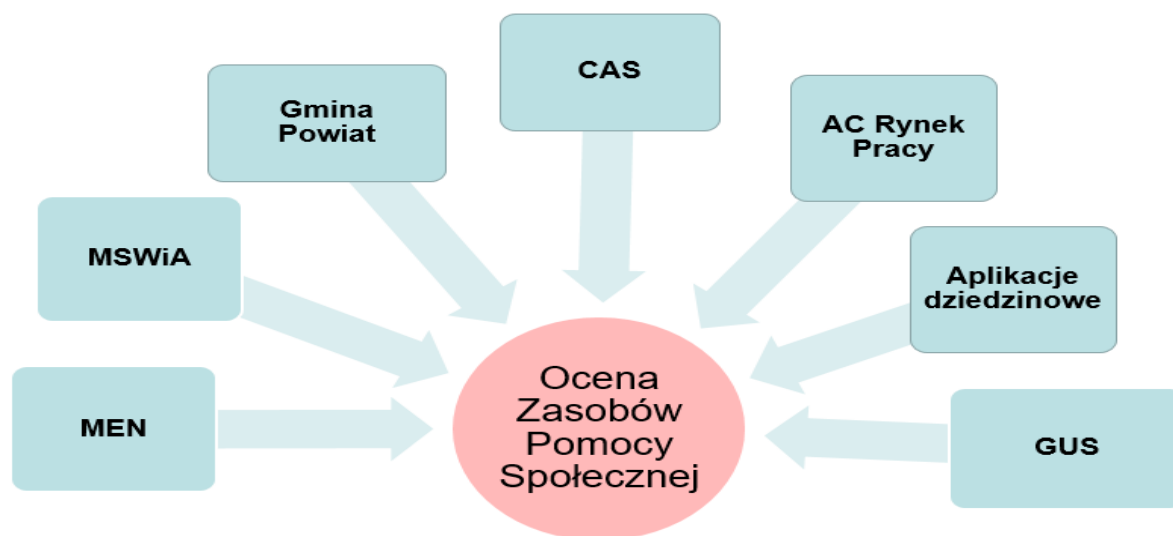 CAS
Gmina
Powiat
AC Rynek
Pracy
MSWiA
Aplikacje
dziedzinowe
MEN
Ocena
Zasobów
Pomocy
Społecznej
GUS